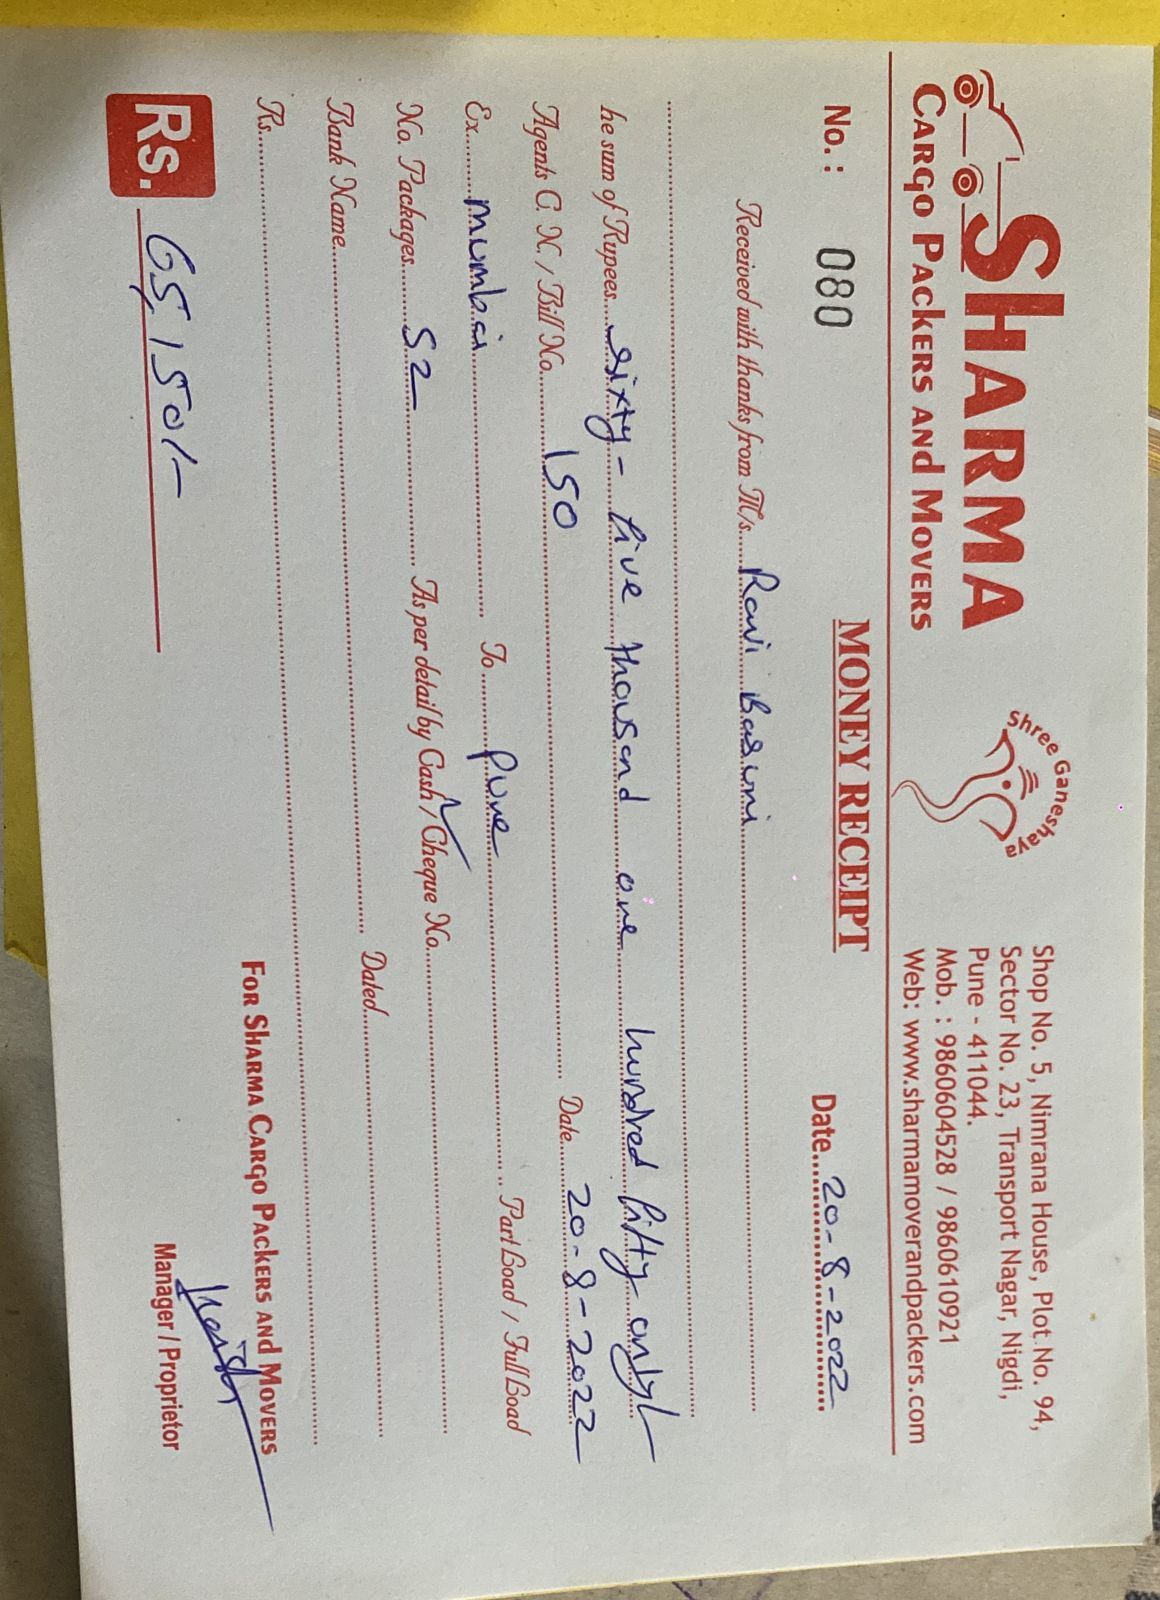 SHARMA
CARGO PACKERS AND MOVERS
Shree Ganeshaya
Shop No. 5, Nimrana House, Plot No. 94,
Sector No. 23, Transport Nagar, Nigdi,
Pune - 411044.
Mob. : 9860604528 / 9860610921
Web: www.sharmamoverandpackers.com
No. : 080
MONEY RECEIPT
Date 20-8-2022
Received with thanks from M/s. Ravi
he sum of Rupees sixty-five thousand one hundred fifty only
Agents C. N. / Bill No. 150 Date 20-8-2022
Ex mumbai To pune Part Load / Full Load
No. Packages 52 As per detail by Cash / Cheque No.
Bank Name Dated
Rs.
FOR SHARMA CARGO PACKERS AND MOVERS
Manager / Proprietor
Rs. 65,150/-